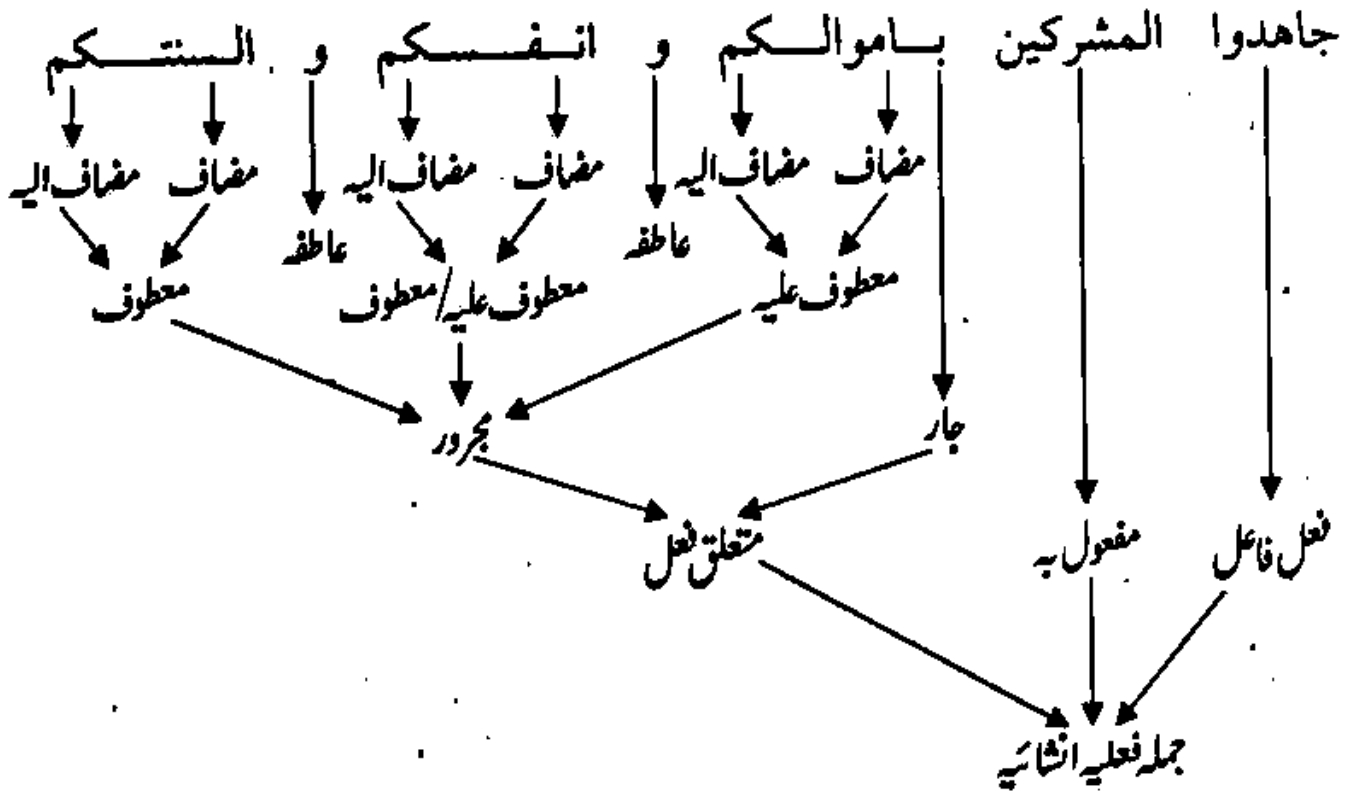 جاهدوا المشركين باموالكم و انفسكم و السنتكم
مضاف مضاف الیہ مضاف مضاف الیہ مضاف مضاف الیہ
عاطفہ عاطفہ
معطوف علیہ معطوف علیہ/معطوف معطوف
جار مجرور
فعل فاعل مفعول بہ متعلق فعل
جملہ فعلیہ انشائیہ